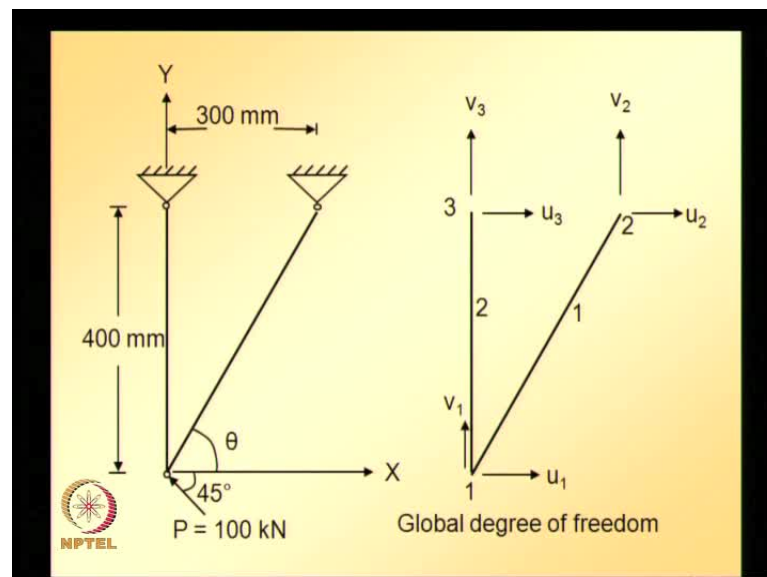 Y
300 mm
400 mm
θ
X
45°
P = 100 kN
v₃
v₂
3
u₃
2
u₂
2
1
v₁
u₁
1
Global degree of freedom
NPTEL